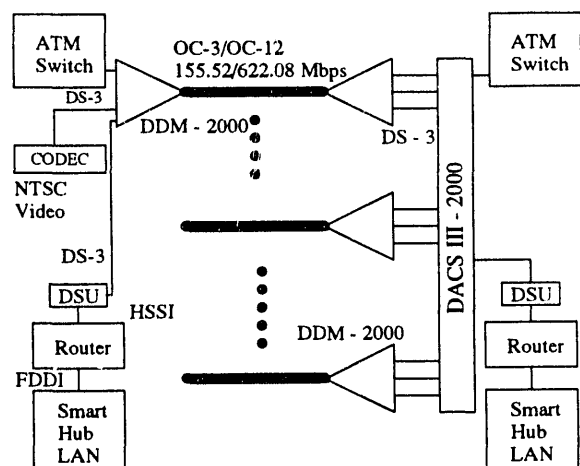 ATM
Switch
OC-3/OC-12
155.52/622.08 Mbps
ATM
Switch
DS-3
DDM - 2000
DS - 3
CODEC
NTSC
Video
DACS III - 2000
DS-3
DSU
HSSI
DSU
Router
DDM - 2000
Router
FDDI
Smart
Hub
LAN
Smart
Hub
LAN